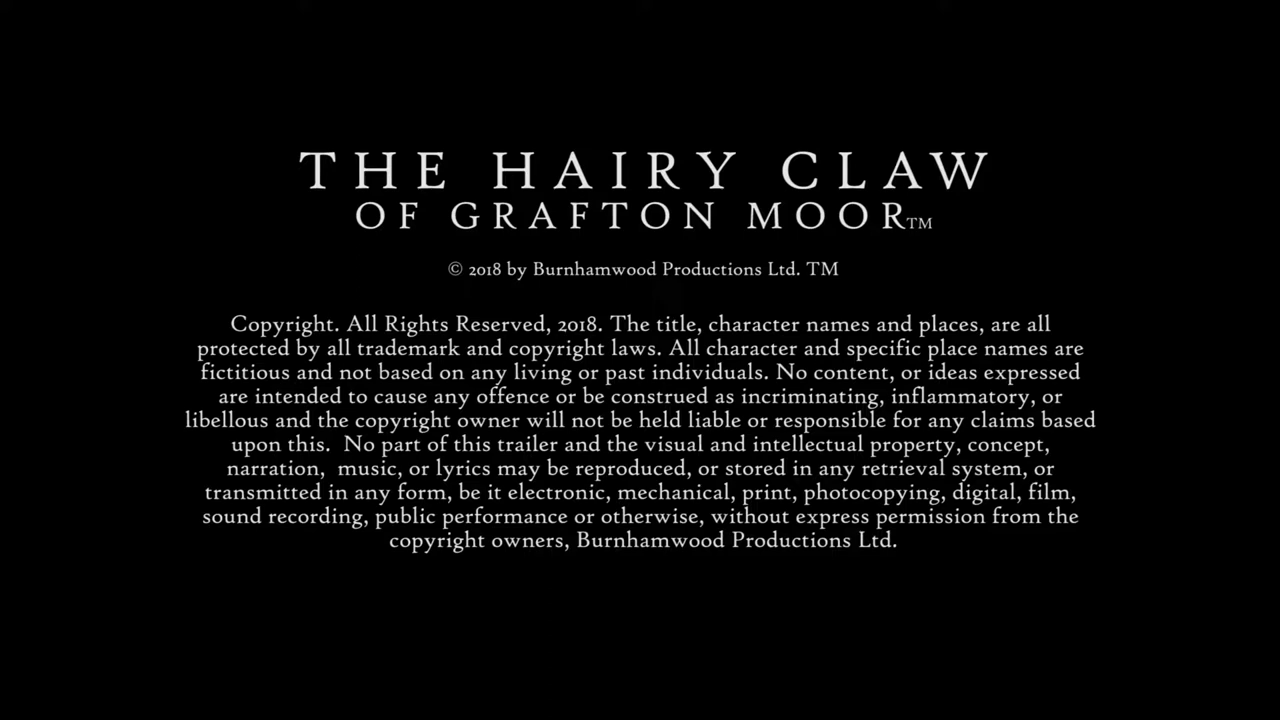 THE HAIRY CLAW
OF GRAFTON MOOR™
© 2018 by Burnhamwood Productions Ltd. TM
Copyright. All Rights Reserved, 2018. The title, character names and places, are all
protected by all trademark and copyright laws. All character and specific place names are
fictitious and not based on any living or past individuals. No content, or ideas expressed
are intended to cause any offence or be construed as incriminating, inflammatory, or
libellous and the copyright owner will not be held liable or responsible for any claims based
upon this.  No part of this trailer and the visual and intellectual property, concept,
narration,  music, or lyrics may be reproduced, or stored in any retrieval system, or
transmitted in any form, be it electronic, mechanical, print, photocopying, digital, film,
sound recording, public performance or otherwise, without express permission from the
copyright owners, Burnhamwood Productions Ltd.